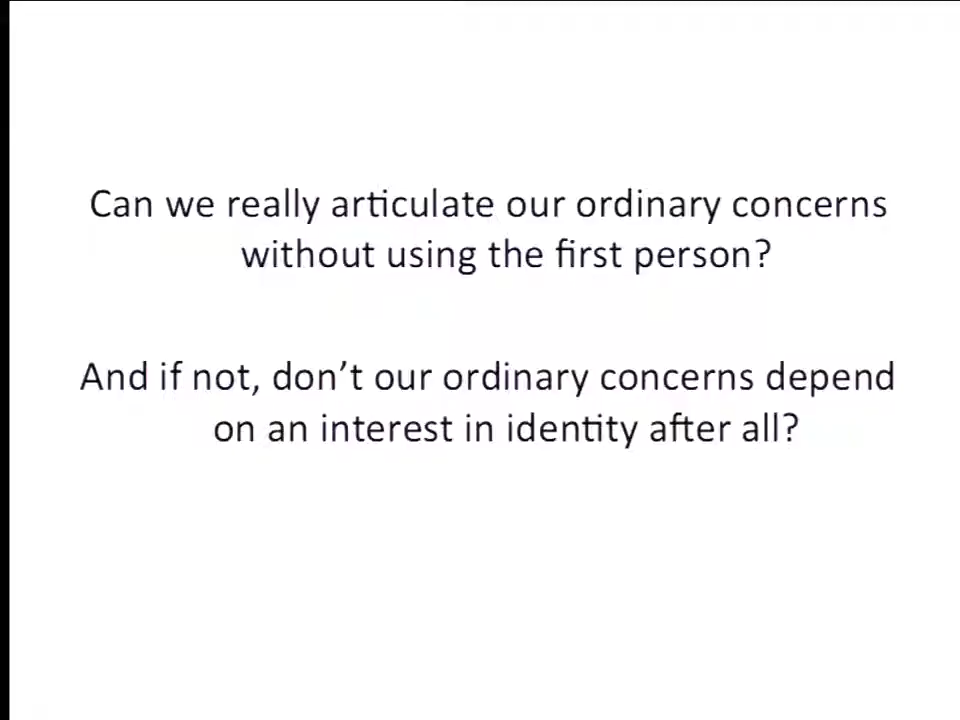 Can we really articulate our ordinary concerns
without using the first person?
And if not, don’t our ordinary concerns depend
on an interest in identity after all?